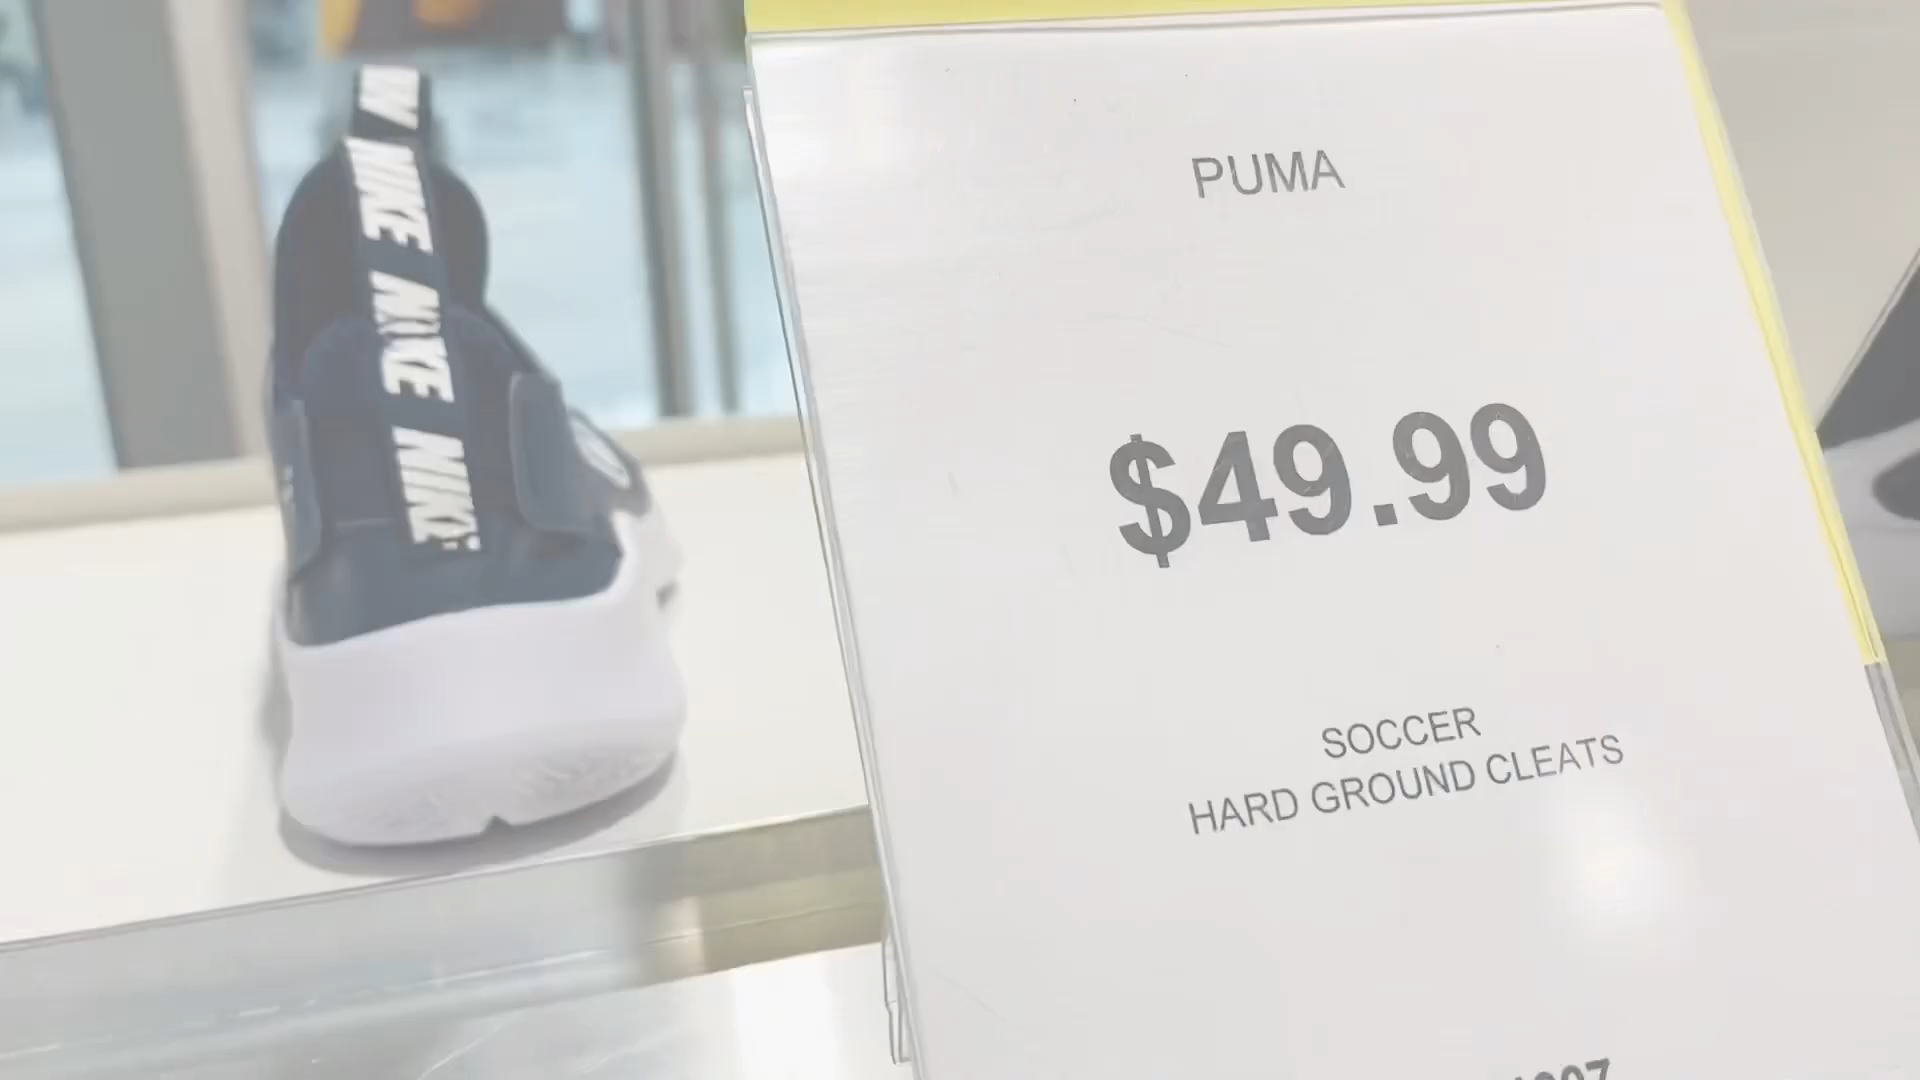 NIKE
NIKE
NIKE
PUMA
$49.99
SOCCER
HARD GROUND CLEATS